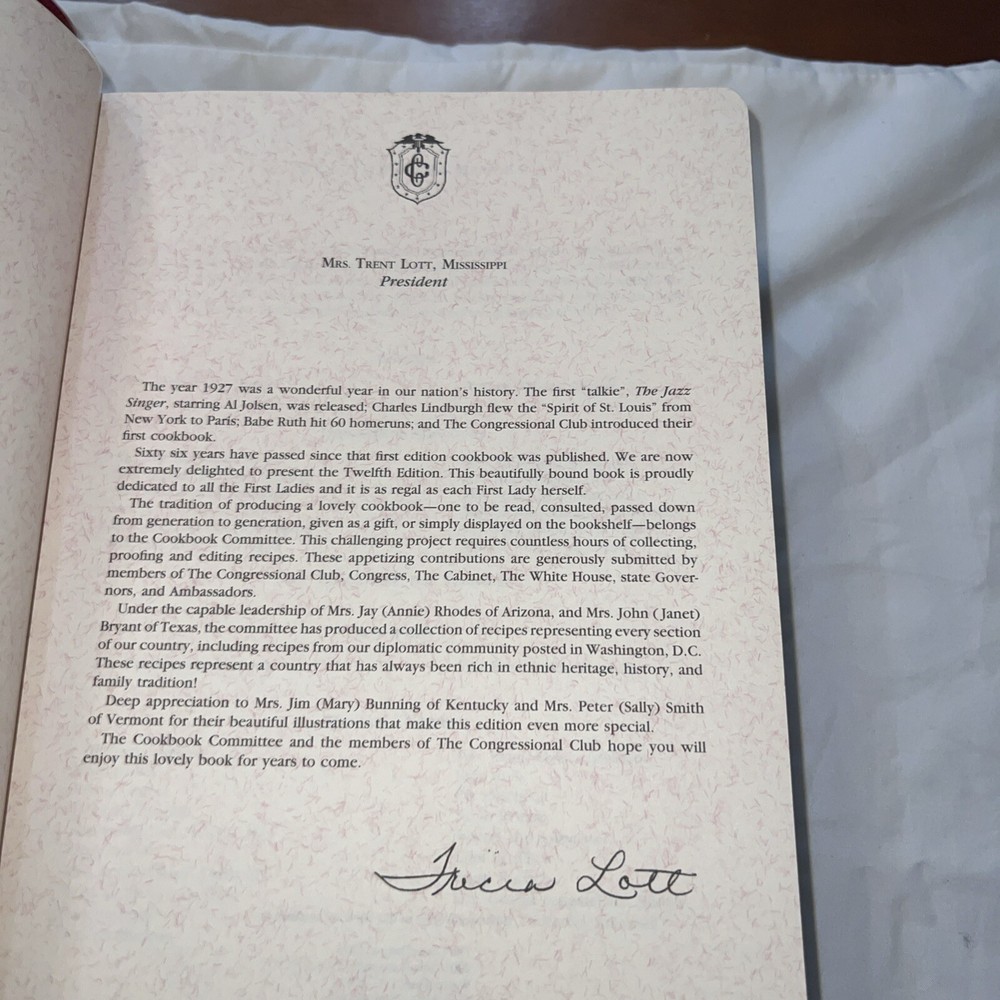 MRS. TRENT LOTT, MISSISSIPPI
President
The year 1927 was a wonderful year in our nation's history. The first "talkie", The Jazz
Singer, starring Al Jolsen, was released; Charles Lindburgh flew the "Spirit of St. Louis" from
New York to Paris; Babe Ruth hit 60 homeruns; and The Congressional Club introduced their
first cookbook.
Sixty six years have passed since that first edition cookbook was published. We are now
extremely delighted to present the Twelfth Edition. This beautifully bound book is proudly
dedicated to all the First Ladies and it is as regal as each First Lady herself.
The tradition of producing a lovely cookbook—one to be read, consulted, passed down
from generation to generation, given as a gift, or simply displayed on the bookshelf—belongs
to the Cookbook Committee. This challenging project requires countless hours of collecting,
proofing and editing recipes. These appetizing contributions are generously submitted by
members of The Congressional Club, Congress, The Cabinet, The White House, state Gover-
nors, and Ambassadors.
Under the capable leadership of Mrs. Jay (Annie) Rhodes of Arizona, and Mrs. John (Janet)
Bryant of Texas, the committee has produced a collection of recipes representing every section
of our country, including recipes from our diplomatic community posted in Washington, D.C.
These recipes represent a country that has always been rich in ethnic heritage, history, and
family tradition!
Deep appreciation to Mrs. Jim (Mary) Bunning of Kentucky and Mrs. Peter (Sally) Smith
of Vermont for their beautiful illustrations that make this edition even more special.
The Cookbook Committee and the members of The Congressional Club hope you will
enjoy this lovely book for years to come.
Tricia Lott